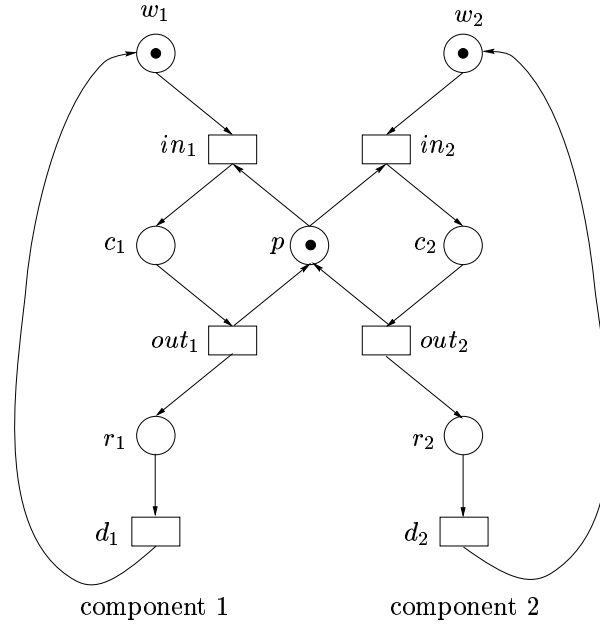 w₁ w₂
in₁ in₂
c₁ p c₂
out₁ out₂
r₁ r₂
d₁ d₂
component 1 component 2